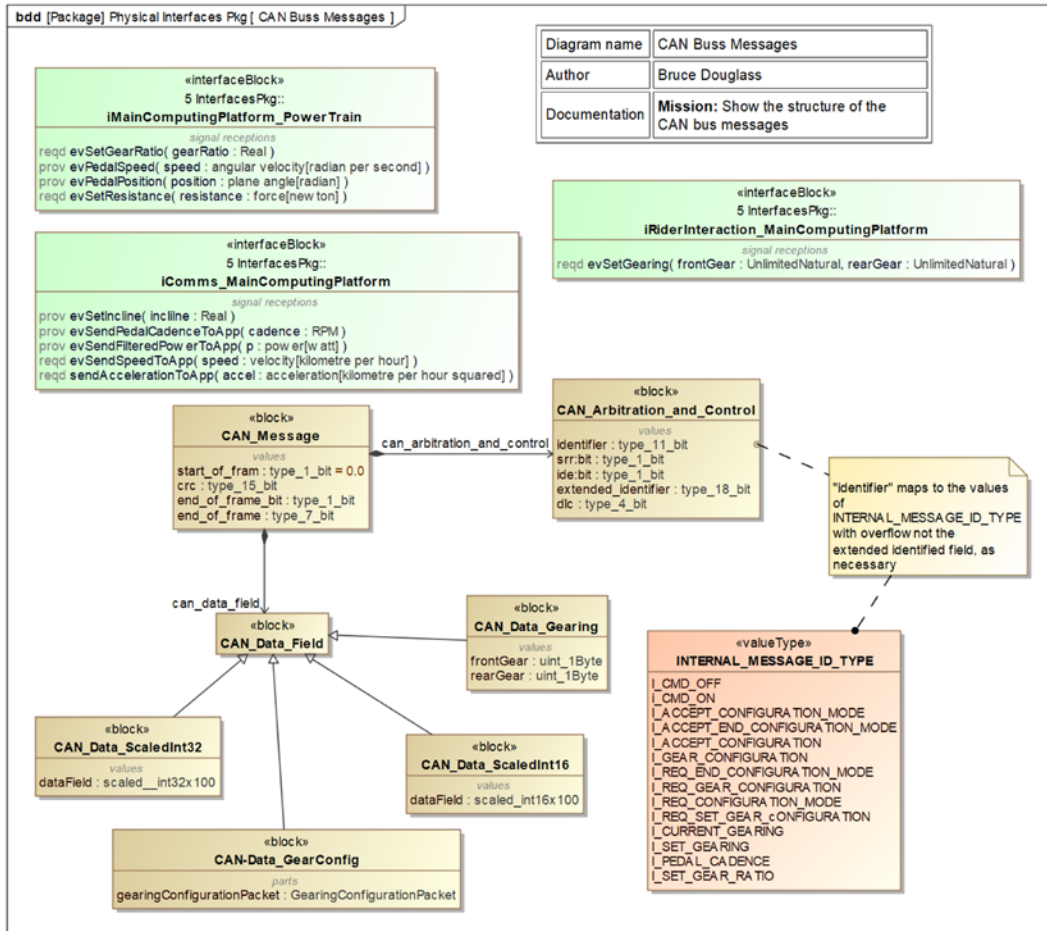 bdd [Package] Physical Interfaces Pkg [ CAN Buss Messages ]
Diagram name CAN Buss Messages
Author Bruce Douglass
Documentation Mission: Show the structure of the
CAN bus messages
«interfaceBlock»
5 InterfacesPkg::
iMainComputingPlatform_PowerTrain
signal receptions
reqd evSetGearRatio( gearRatio : Real )
prov evPedalSpeed( speed : angular velocity[radian per second] )
prov evPedalPosition( position : plane angle[radian] )
reqd evSetResistance( resistance : force[newton] )
«interfaceBlock»
5 InterfacesPkg::
iRiderInteraction_MainComputingPlatform
signal receptions
reqd evSetGearing( frontGear : UnlimitedNatural, rearGear : UnlimitedNatural )
«interfaceBlock»
5 InterfacesPkg::
iComms_MainComputingPlatform
signal receptions
prov evSetIncline( incliine : Real )
prov evSendPedalCadenceToApp( cadence : RPM )
prov evSendFilteredPowerToApp( p : power[watt] )
reqd evSendSpeedToApp( speed : velocity[kilometre per hour] )
reqd sendAccelerationToApp( accel : acceleration[kilometre per hour squared] )
«block»
CAN_Message
values
start_of_fram : type_1_bit = 0.0
crc : type_15_bit
end_of_frame_bit : type_1_bit
end_of_frame : type_7_bit
can_arbitration_and_control
«block»
CAN_Arbitration_and_Control
values
identifier : type_11_bit
srr:bit : type_1_bit
ide:bit : type_1_bit
extended_identifier : type_18_bit
dlc : type_4_bit
"identifier" maps to the values
of
INTERNAL_MESSAGE_ID_TYPE
with overflow not the
extended identified field, as
necessary
can_data_field
«block»
CAN_Data_Field
«block»
CAN_Data_Gearing
values
frontGear : uint_1Byte
rearGear : uint_1Byte
«valueType»
INTERNAL_MESSAGE_ID_TYPE
I_CMD_OFF
i_CMD_ON
I_ACCEPT_CONFIGURATION_MODE
I_ACCEPT_END_CONFIGURATION_MODE
I_ACCEPT_CONFIGURATION
I_GEAR_CONFIGURATION
I_REQ_END_CONFIGURATION_MODE
I_REQ_GEAR_CONFIGURATION
I_REQ_CONFIGURATION_MODE
I_REQ_SET_GEAR_cONFIGURATION
I_CURRENT_GEARING
I_SET_GEARING
I_PEDAL_CADENCE
I_SET_GEAR_RATIO
«block»
CAN_Data_ScaledInt32
values
dataField : scaled__int32x100
«block»
CAN_Data_ScaledInt16
values
dataField : scaled_int16x100
«block»
CAN-Data_GearConfig
parts
gearingConfigurationPacket : GearingConfigurationPacket